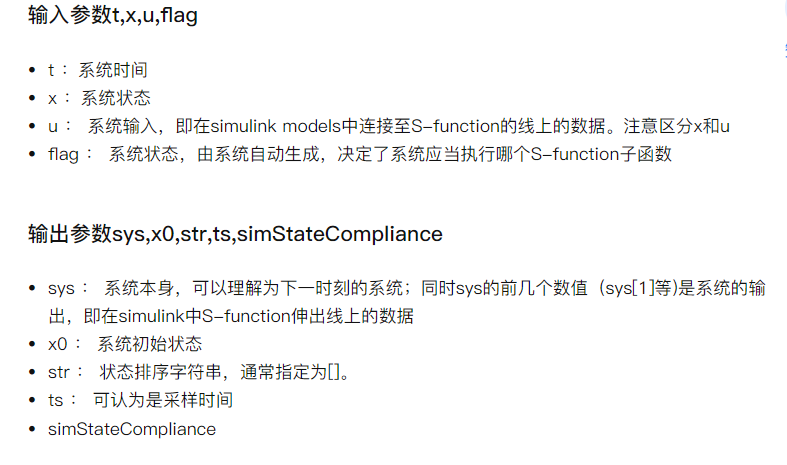 输入参数t,x,u,flag
• t： 系统时间
• x： 系统状态
• u： 系统输入，即在simulink models中连接至S-function的线上的数据。注意区分x和u
• flag： 系统状态，由系统自动生成，决定了系统应当执行哪个S-function子函数
输出参数sys,x0,str,ts,simStateCompliance
• sys： 系统本身，可以理解为下一时刻的系统；同时sys的前几个数值（sys[1]等)是系统的输
出，即在simulink中S-function伸出线上的数据
• x0： 系统初始状态
• str： 状态排序字符串，通常指定为[]。
• ts： 可认为是采样时间
• simStateCompliance